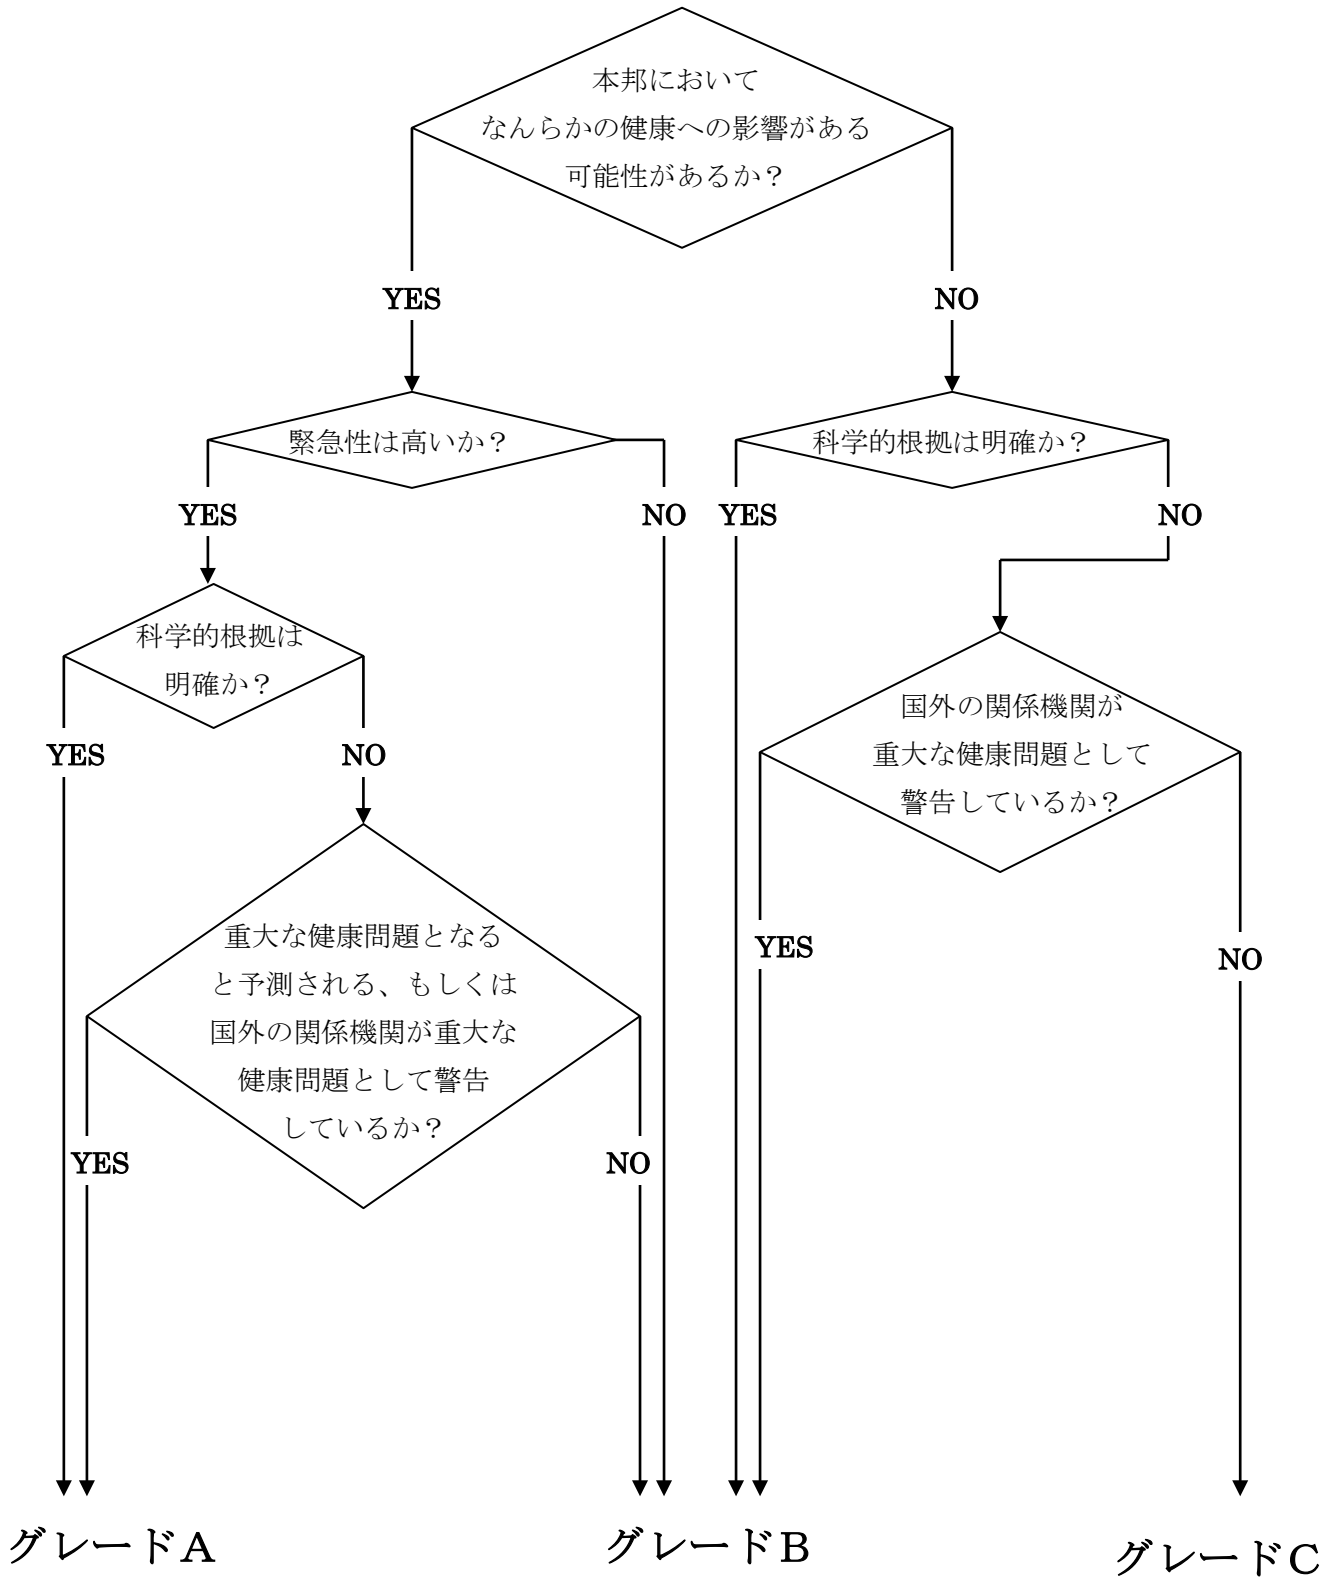 本邦において
なんらかの健康への影響がある
可能性があるか？
YES
NO
緊急性は高いか？
科学的根拠は明確か？
YES
NO
YES
NO
科学的根拠は
明確か？
国外の関係機関が
重大な健康問題として
警告しているか？
YES
NO
重大な健康問題となる
と予測される、もしくは
国外の関係機関が重大な
健康問題として警告
しているか？
YES
NO
YES
NO
グレードA
グレードB
グレードC